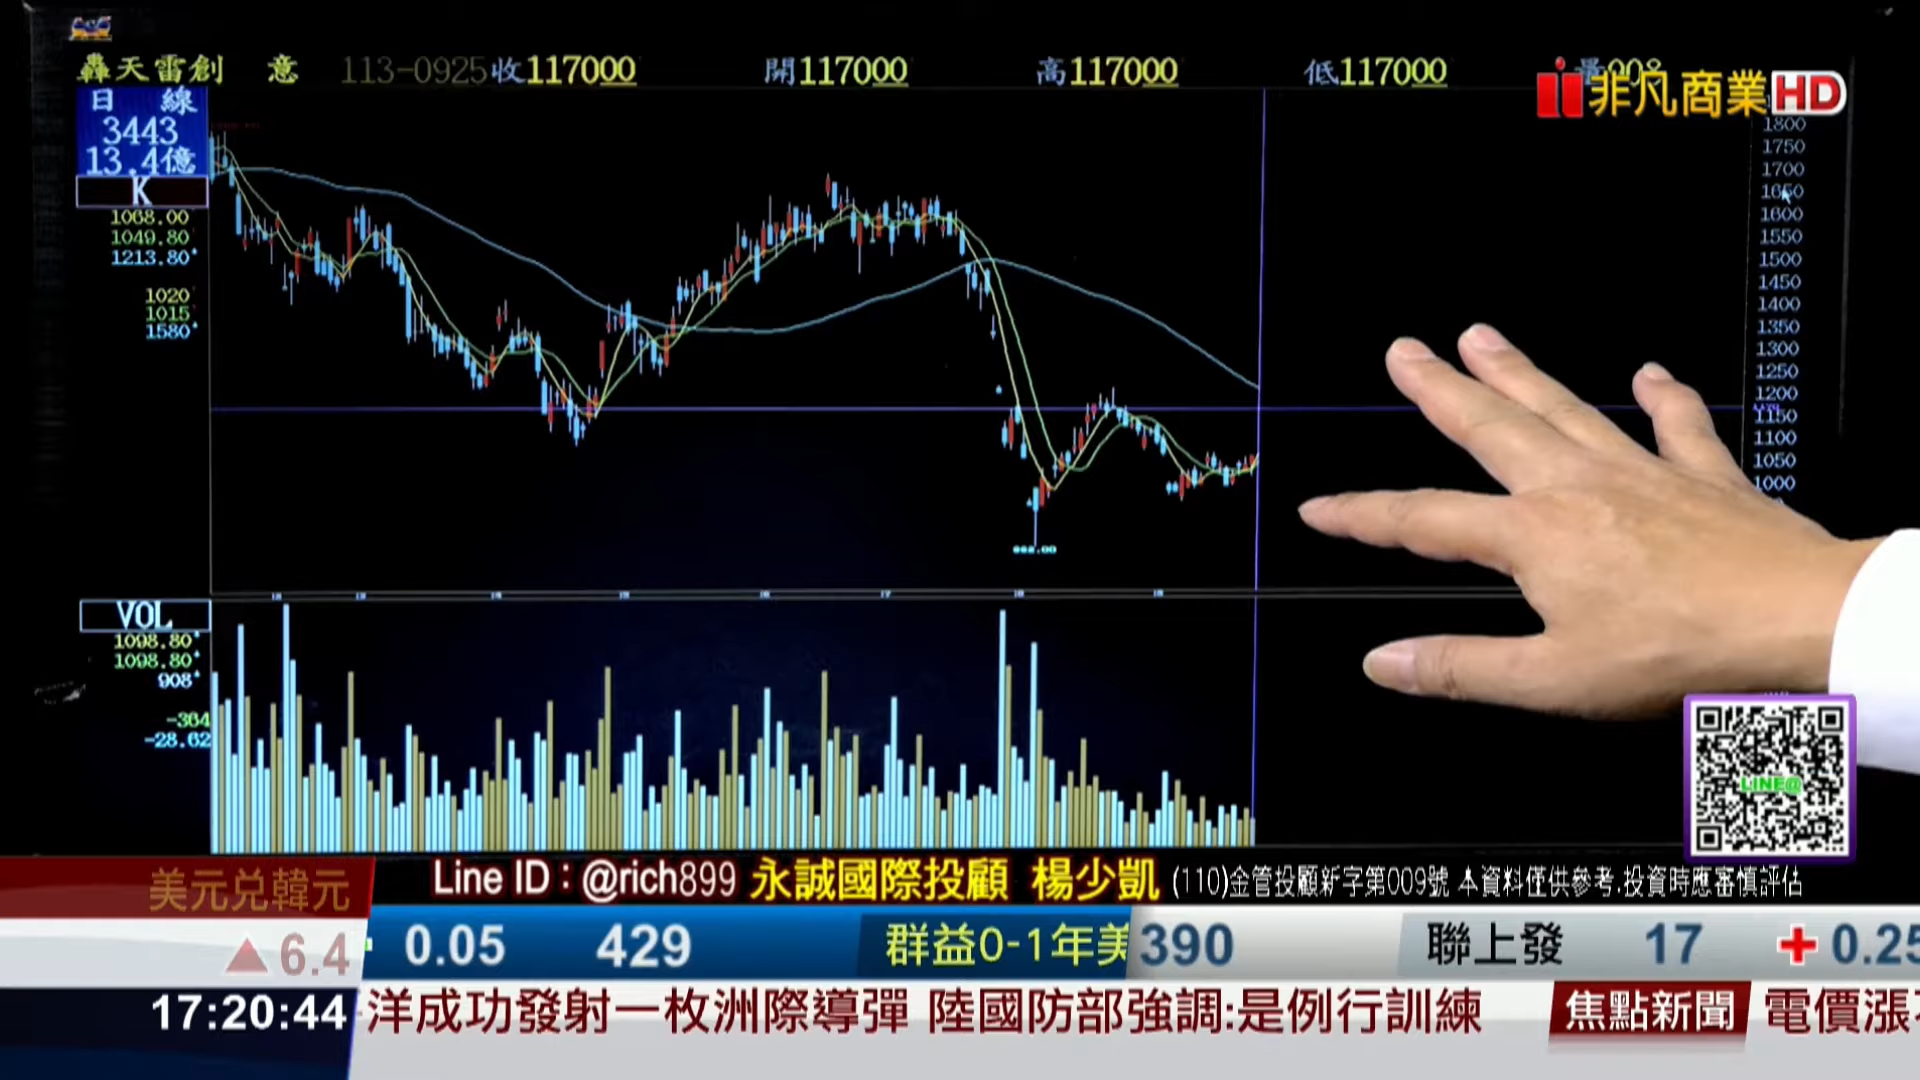 轟天雷創 意 113-0925 收117000 開117000 高117000 低117000 量908
非凡商業HD
日 線
3443
13.4億
K
1068.00
1049.80
1213.80
1020
1015
1580
1800
1750
1700
1650
1600
1550
1500
1450
1400
1350
1300
1250
1200
1150
1100
1050
1000
VOL
1098.80
1098.80
908
-364
-28.62
LINE@
Line ID：@rich899 永誠國際投顧 楊少凱 (110)金管投顧新字第009號 本資料僅供參考.投資時應審慎評估
美元兑韓元
▲6.4
0.05 429 群益0-1年美 390 聯上發 17 + 0.25
17:20:44
洋成功發射一枚洲際導彈 陸國防部強調:是例行訓練 焦點新聞 電價漲